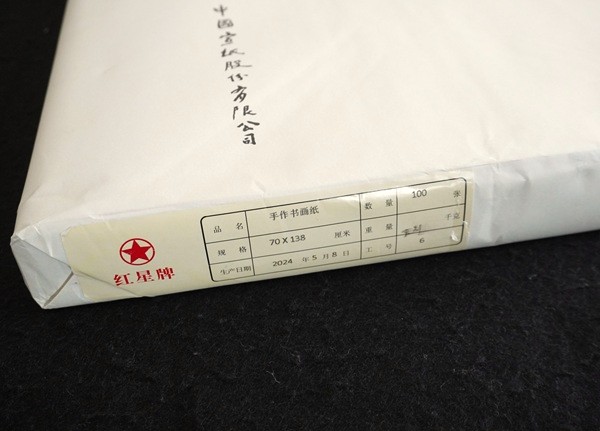 中國宣紙股份有限公司
红星牌
品名 手作书画纸 数量 100 张
规格 70 X 138 厘米 重量 千克
生产日期 2024 年 5 月 8 日 工号 6